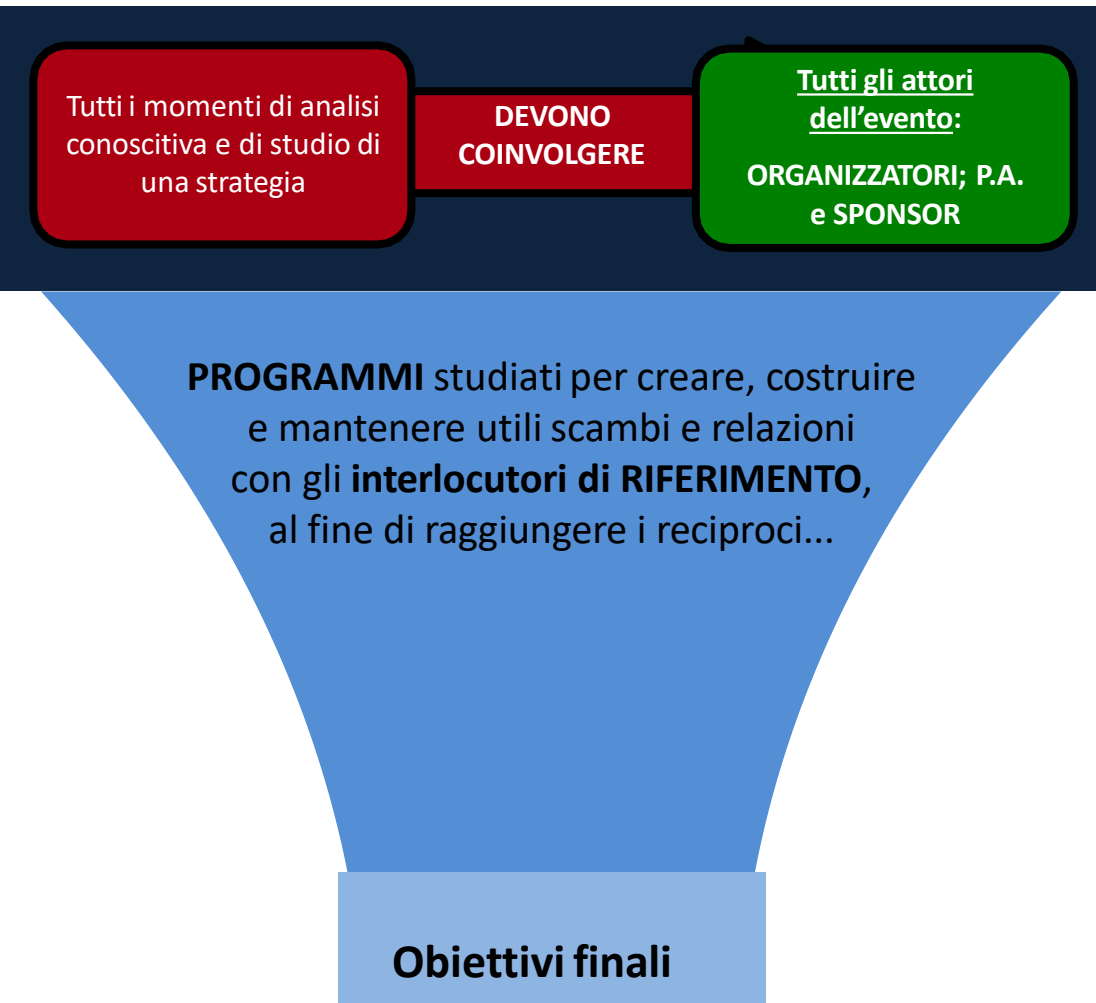 Tutti i momenti di analisi
conoscitiva e di studio di
una strategia
DEVONO
COINVOLGERE
Tutti gli attori
dell’evento:
ORGANIZZATORI; P.A.
e SPONSOR
PROGRAMMI studiati per creare, costruire
e mantenere utili scambi e relazioni
con gli interlocutori di RIFERIMENTO,
al fine di raggiungere i reciproci...
Obiettivi finali